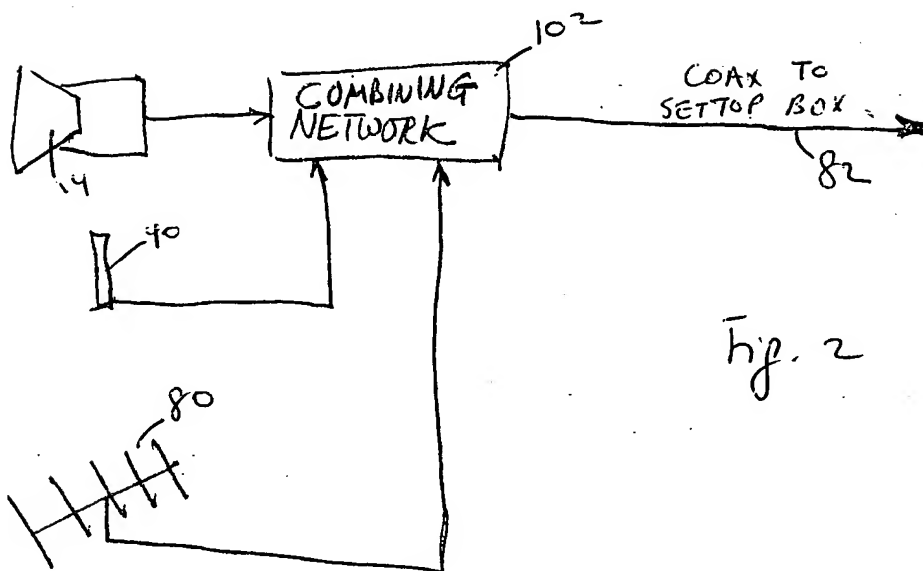 102
COMBINING
NETWORK
COAX TO
SETTOP BOX
82
14
40
Fig. 2
80